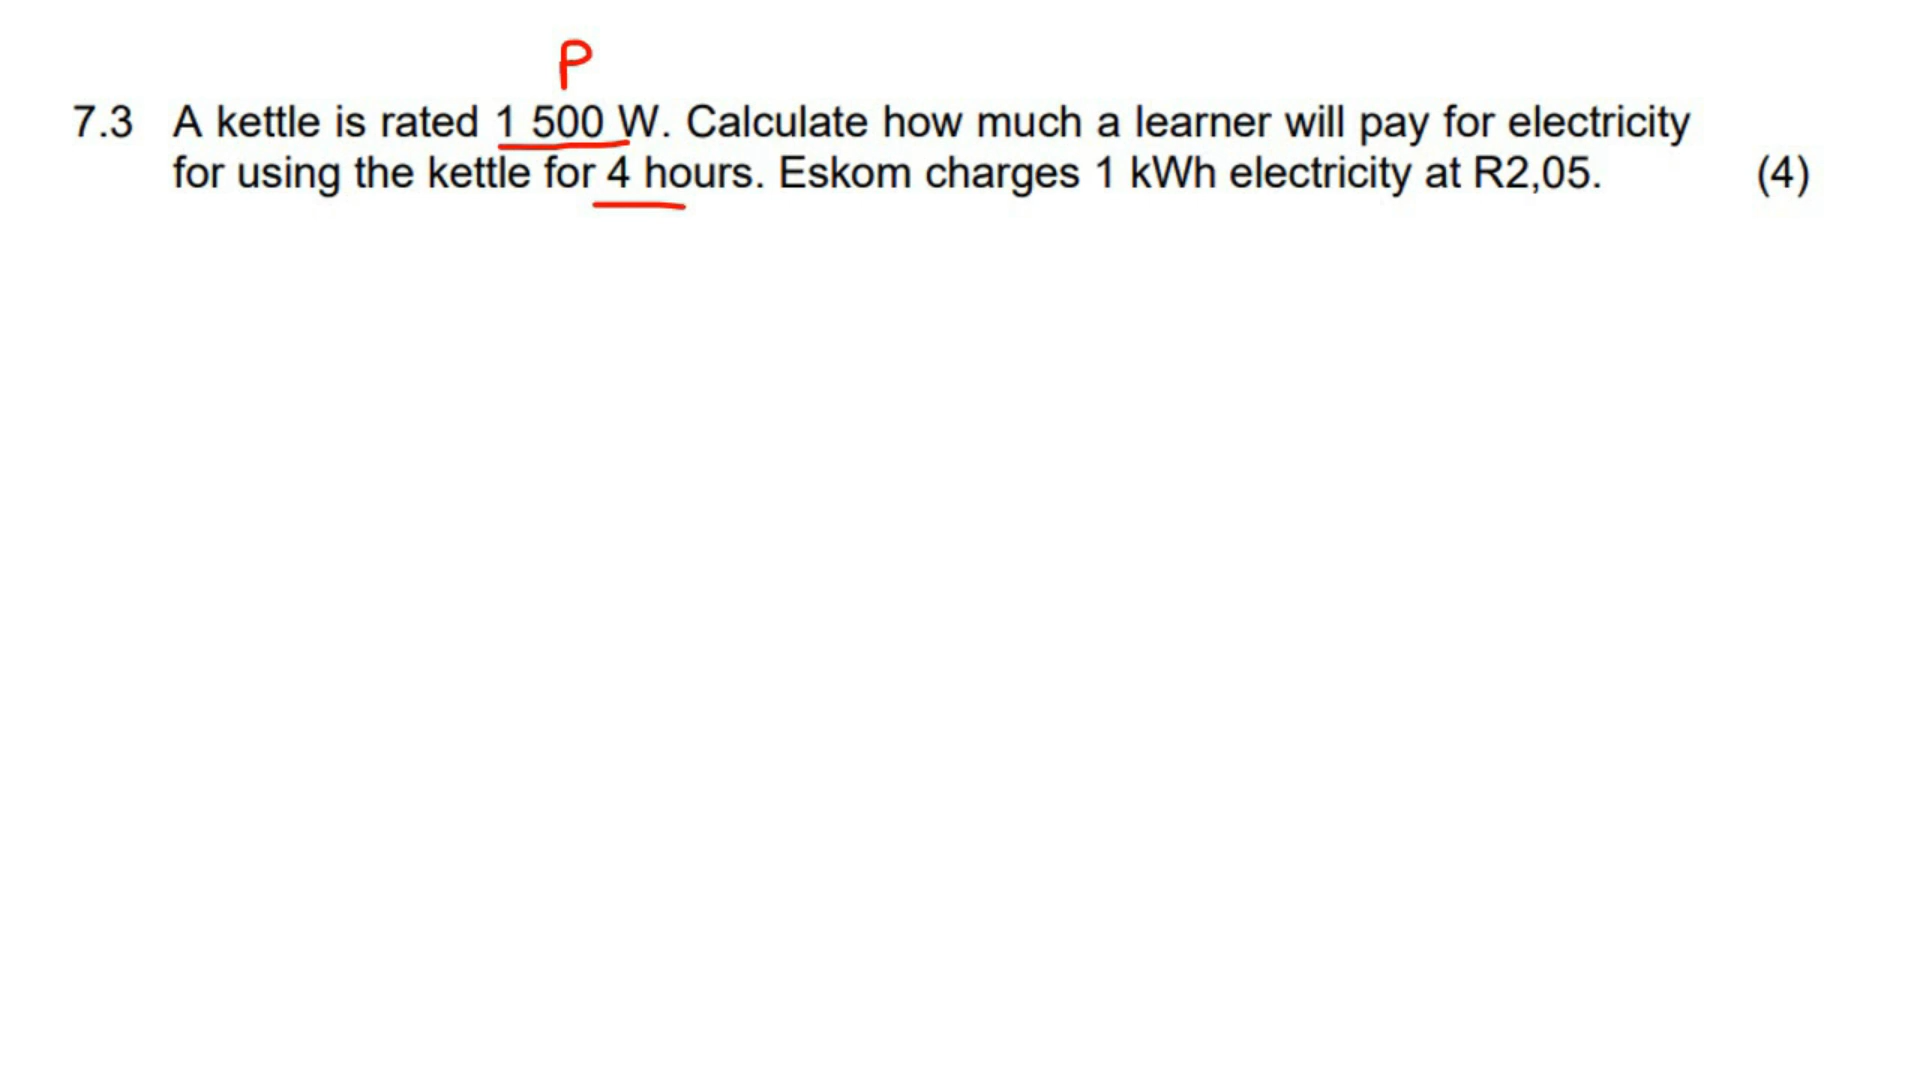 P
7.3 A kettle is rated 1 500 W. Calculate how much a learner will pay for electricity
for using the kettle for 4 hours. Eskom charges 1 kWh electricity at R2,05. (4)